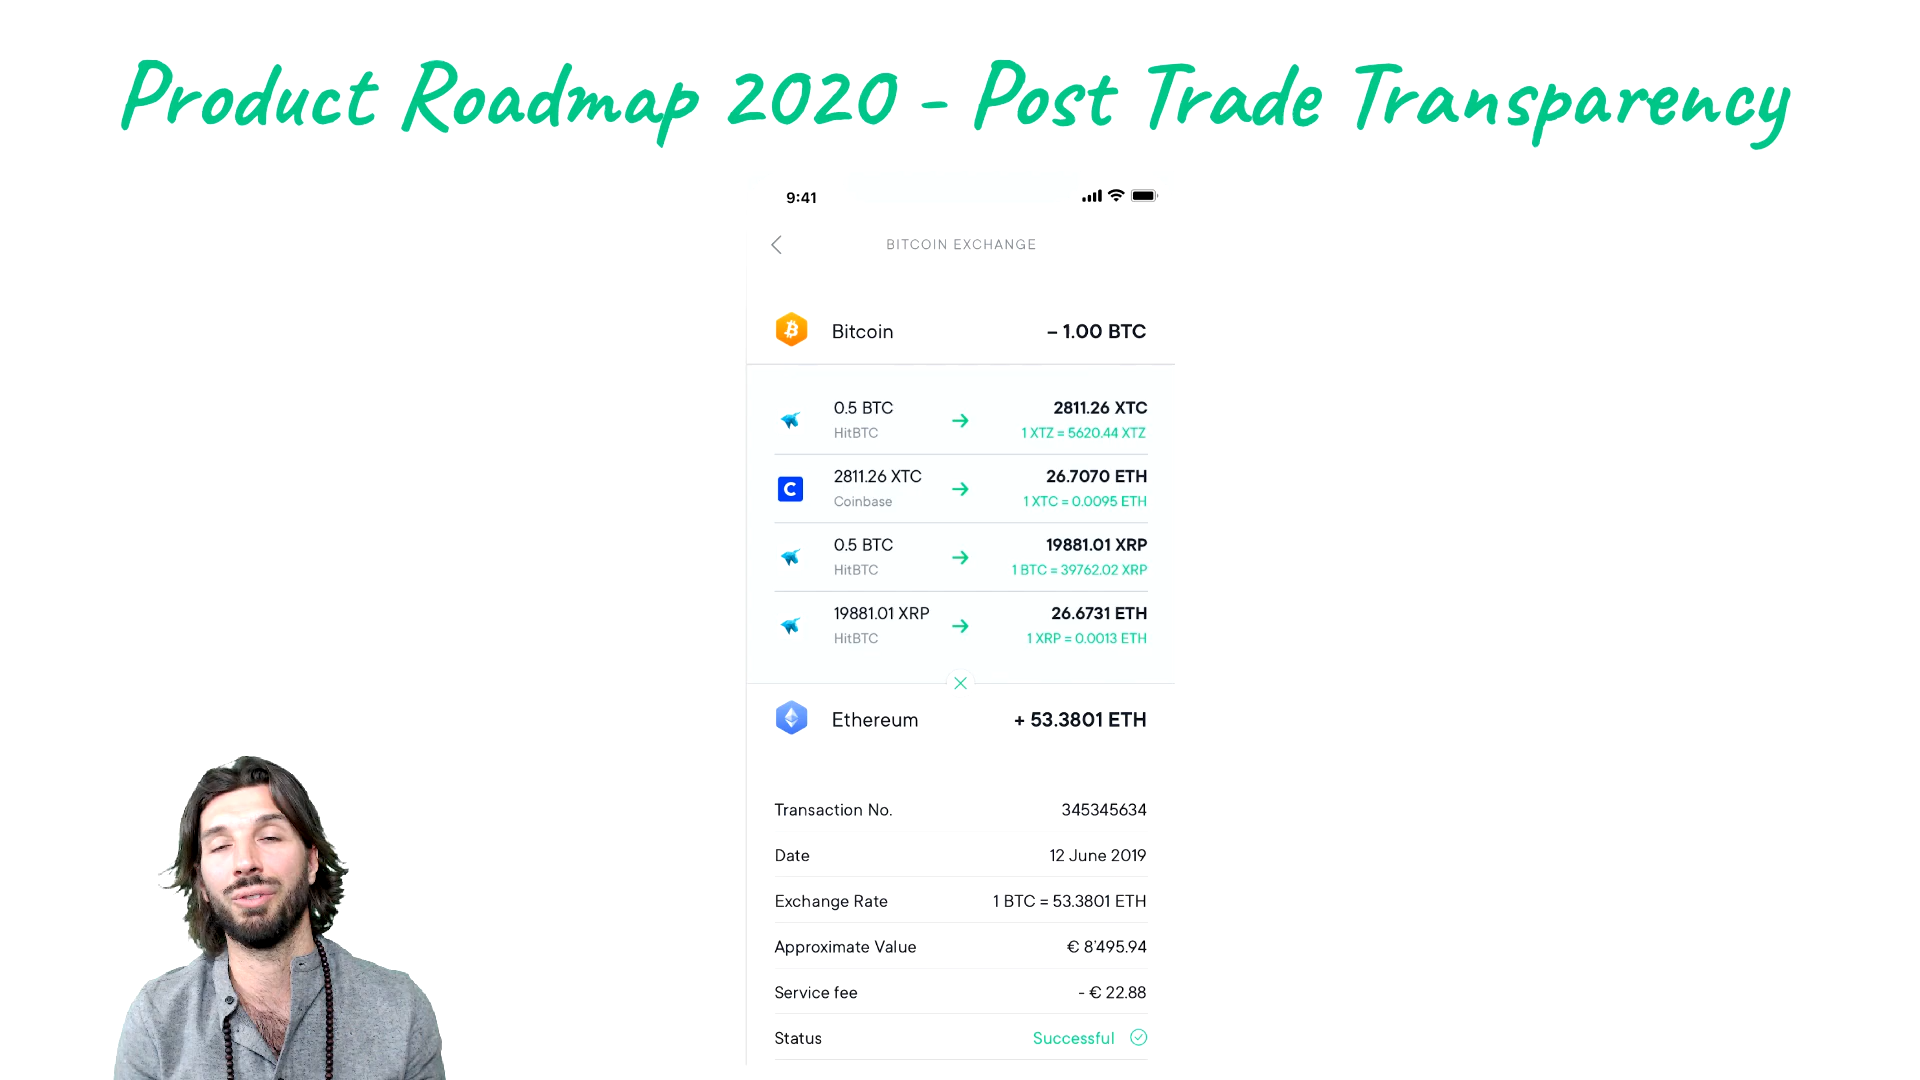 Product Roadmap 2020 - Post Trade Transparency
9:41
BITCOIN EXCHANGE
Bitcoin – 1.00 BTC
0.5 BTC 2811.26 XTC
HitBTC 1 XTZ = 5620.44 XTZ
2811.26 XTC 26.7070 ETH
Coinbase 1 XTC = 0.0095 ETH
0.5 BTC 19881.01 XRP
HitBTC 1 BTC = 39762.02 XRP
19881.01 XRP 26.6731 ETH
HitBTC 1 XRP = 0.0013 ETH
Ethereum + 53.3801 ETH
Transaction No. 345345634
Date 12 June 2019
Exchange Rate 1 BTC = 53.3801 ETH
Approximate Value € 8'495.94
Service fee - € 22.88
Status Successful